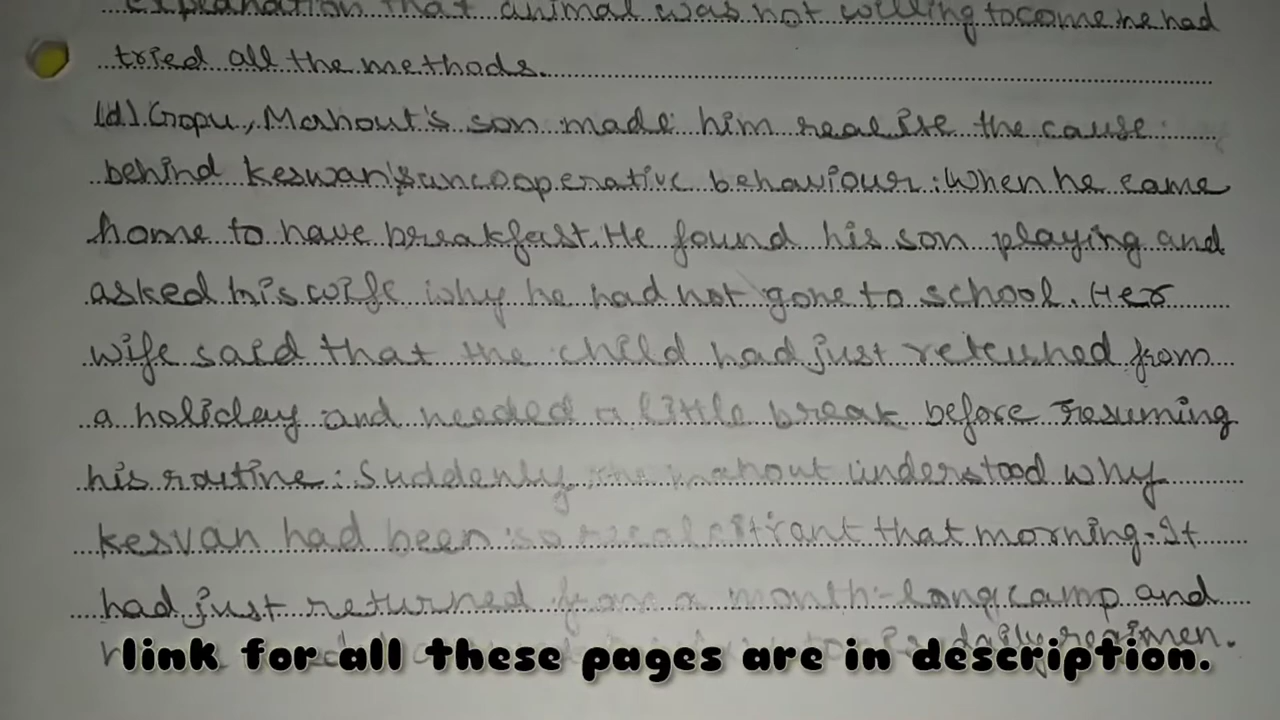 explanation that animal was not willing to come he had
tried all the methods.
(d) Gopu, Mahout's son made him realise the cause
behind keswan's uncooperative behaviour. When he came
home to have breakfast. He found his son playing and
asked his wife why he had not gone to school. Her
wife said that the child had just returned from
a holiday and needed a little break before resuming
his routine. Suddenly the mahout understood why
kesvan had been so recalcitrant that morning. It
had just returned from a month-long camp and
daily regimen.
link for all these pages are in description.